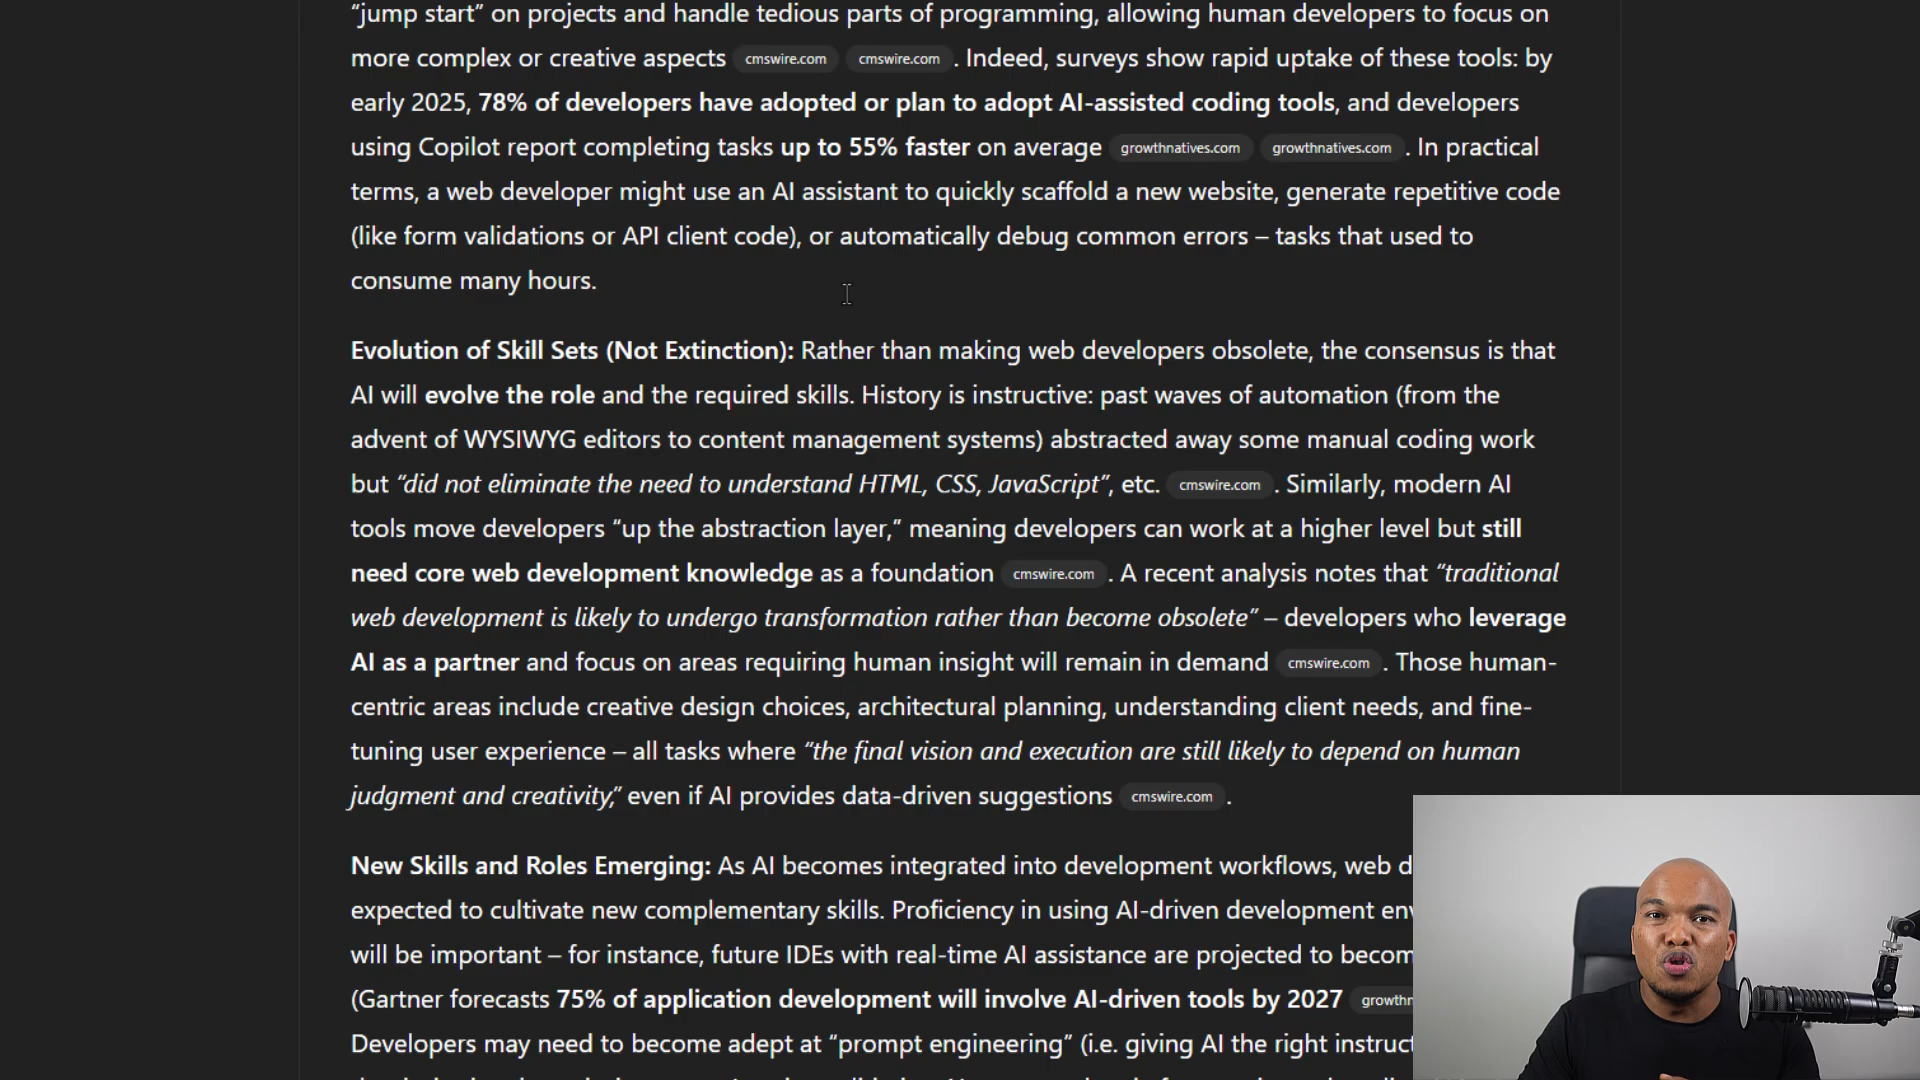 “jump start” on projects and handle tedious parts of programming, allowing human developers to focus on
more complex or creative aspects cmswire.com cmswire.com . Indeed, surveys show rapid uptake of these tools: by
early 2025, 78% of developers have adopted or plan to adopt AI-assisted coding tools, and developers
using Copilot report completing tasks up to 55% faster on average growthnatives.com growthnatives.com . In practical
terms, a web developer might use an AI assistant to quickly scaffold a new website, generate repetitive code
(like form validations or API client code), or automatically debug common errors – tasks that used to
consume many hours.
Evolution of Skill Sets (Not Extinction): Rather than making web developers obsolete, the consensus is that
AI will evolve the role and the required skills. History is instructive: past waves of automation (from the
advent of WYSIWYG editors to content management systems) abstracted away some manual coding work
but “did not eliminate the need to understand HTML, CSS, JavaScript”, etc. cmswire.com . Similarly, modern AI
tools move developers “up the abstraction layer,” meaning developers can work at a higher level but still
need core web development knowledge as a foundation cmswire.com . A recent analysis notes that “traditional
web development is likely to undergo transformation rather than become obsolete” – developers who leverage
AI as a partner and focus on areas requiring human insight will remain in demand cmswire.com . Those human-
centric areas include creative design choices, architectural planning, understanding client needs, and fine-
tuning user experience – all tasks where “the final vision and execution are still likely to depend on human
judgment and creativity,” even if AI provides data-driven suggestions cmswire.com .
New Skills and Roles Emerging: As AI becomes integrated into development workflows, web d
expected to cultivate new complementary skills. Proficiency in using AI-driven development en
will be important – for instance, future IDEs with real-time AI assistance are projected to becom
(Gartner forecasts 75% of application development will involve AI-driven tools by 2027 growthn
Developers may need to become adept at “prompt engineering” (i.e. giving AI the right instruct